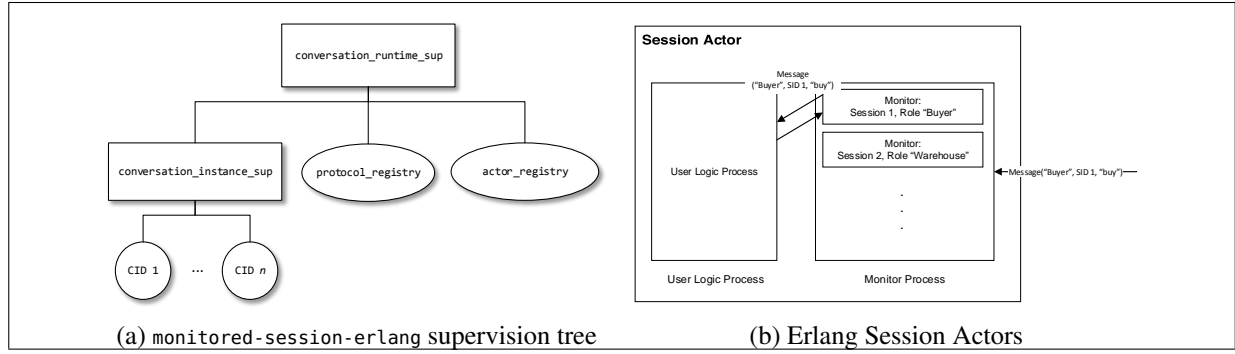 conversation_runtime_sup
conversation_instance_sup
protocol_registry
actor_registry
CID 1
...
CID n
(a) monitored-session-erlang supervision tree
Session Actor
Message
("Buyer", SID 1, "buy")
Monitor:
Session 1, Role "Buyer"
Monitor:
Session 2, Role "Warehouse"
User Logic Process
Message("Buyer", SID 1, "buy")
.
.
.
User Logic Process
Monitor Process
(b) Erlang Session Actors